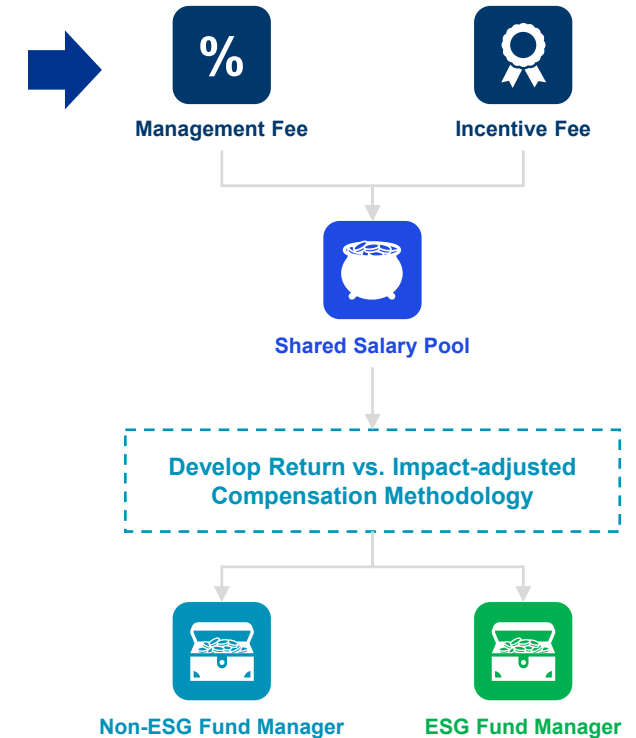 %
Management Fee
Incentive Fee
Shared Salary Pool
Develop Return vs. Impact-adjusted
Compensation Methodology
Non-ESG Fund Manager
ESG Fund Manager